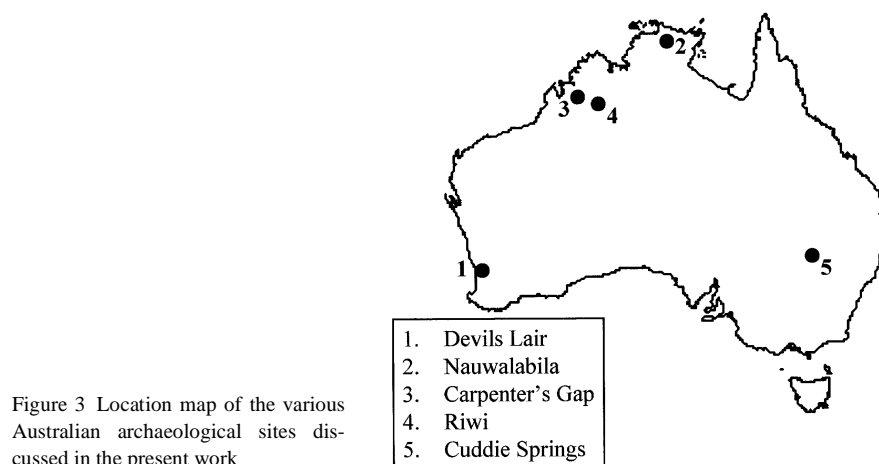 2
3
4
1
5
1. Devils Lair
2. Nauwalabila
3. Carpenter's Gap
4. Riwi
5. Cuddie Springs
Figure 3 Location map of the various
Australian archaeological sites dis-
cussed in the present work